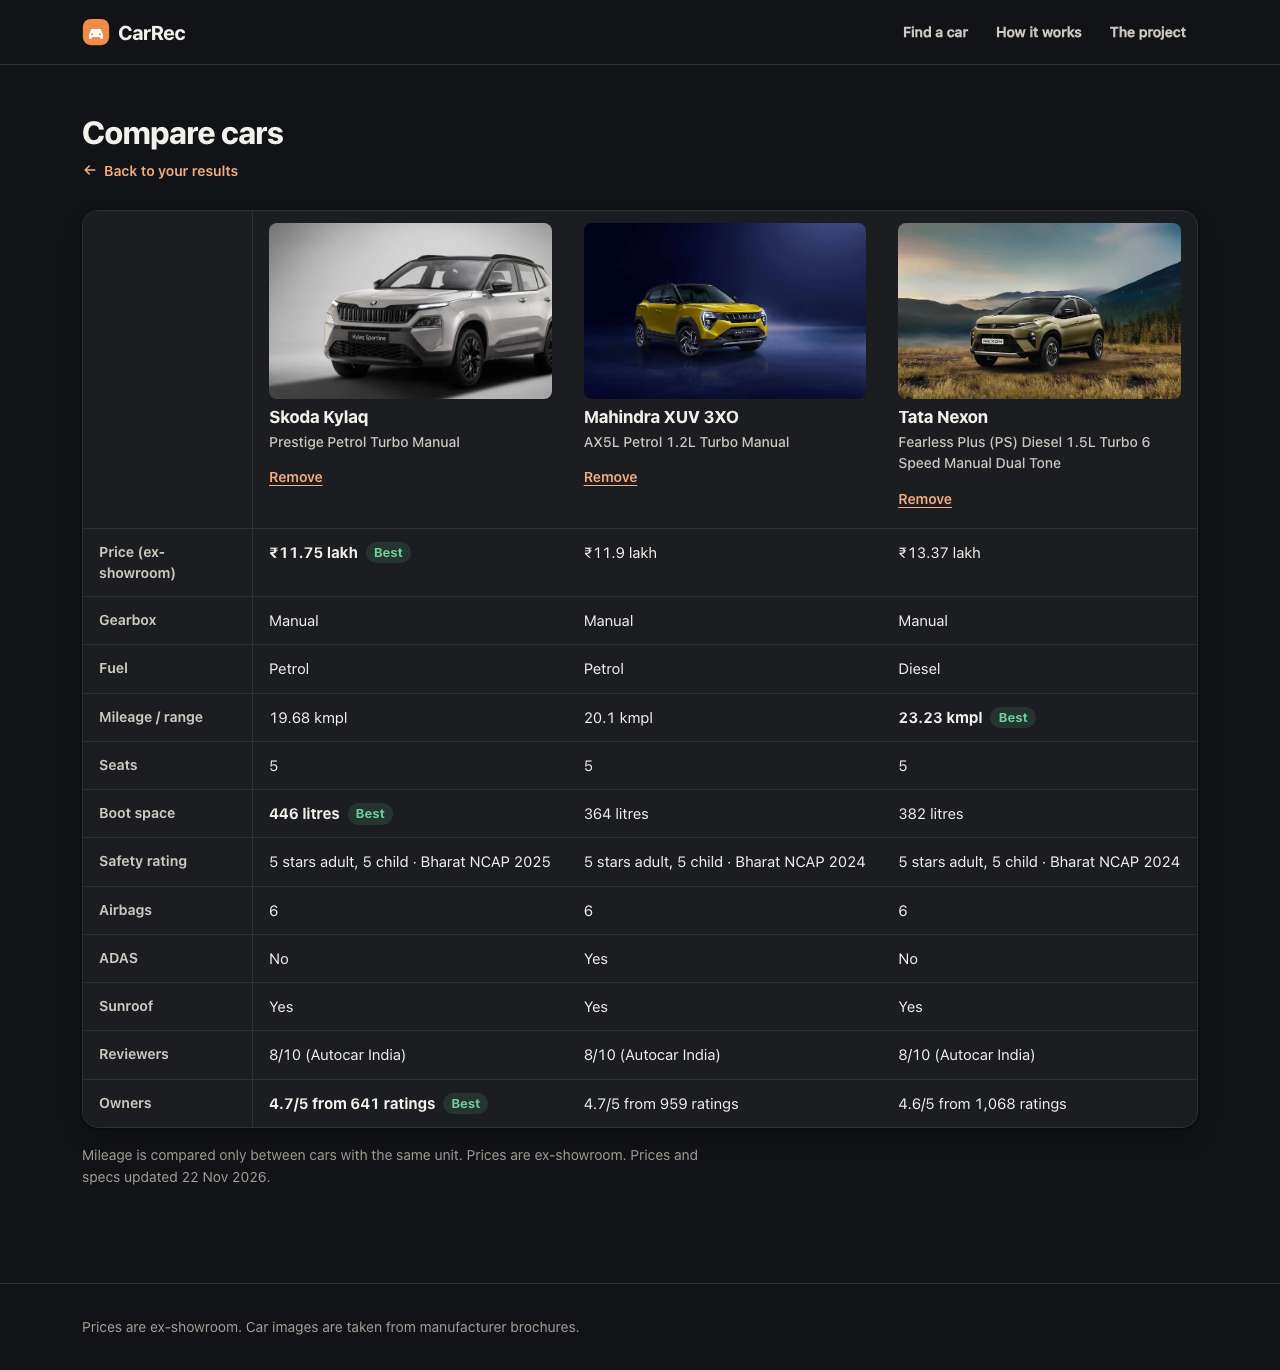 CarRec
Find a car
How it works
The project
Compare cars
← Back to your results
Kylaq Sportline
Skoda Kylaq
Prestige Petrol Turbo Manual
Remove
Mahindra XUV 3XO
AX5L Petrol 1.2L Turbo Manual
Remove
Tata Nexon
Fearless Plus (PS) Diesel 1.5L Turbo 6
Speed Manual Dual Tone
Remove
Price (ex-
showroom)
₹11.75 lakh Best
₹11.9 lakh
₹13.37 lakh
Gearbox
Manual
Manual
Manual
Fuel
Petrol
Petrol
Diesel
Mileage / range
19.68 kmpl
20.1 kmpl
23.23 kmpl Best
Seats
5
5
5
Boot space
446 litres Best
364 litres
382 litres
Safety rating
5 stars adult, 5 child · Bharat NCAP 2025
5 stars adult, 5 child · Bharat NCAP 2024
5 stars adult, 5 child · Bharat NCAP 2024
Airbags
6
6
6
ADAS
No
Yes
No
Sunroof
Yes
Yes
Yes
Reviewers
8/10 (Autocar India)
8/10 (Autocar India)
8/10 (Autocar India)
Owners
4.7/5 from 641 ratings Best
4.7/5 from 959 ratings
4.6/5 from 1,068 ratings
Mileage is compared only between cars with the same unit. Prices are ex-showroom. Prices and
specs updated 22 Nov 2026.
Prices are ex-showroom. Car images are taken from manufacturer brochures.